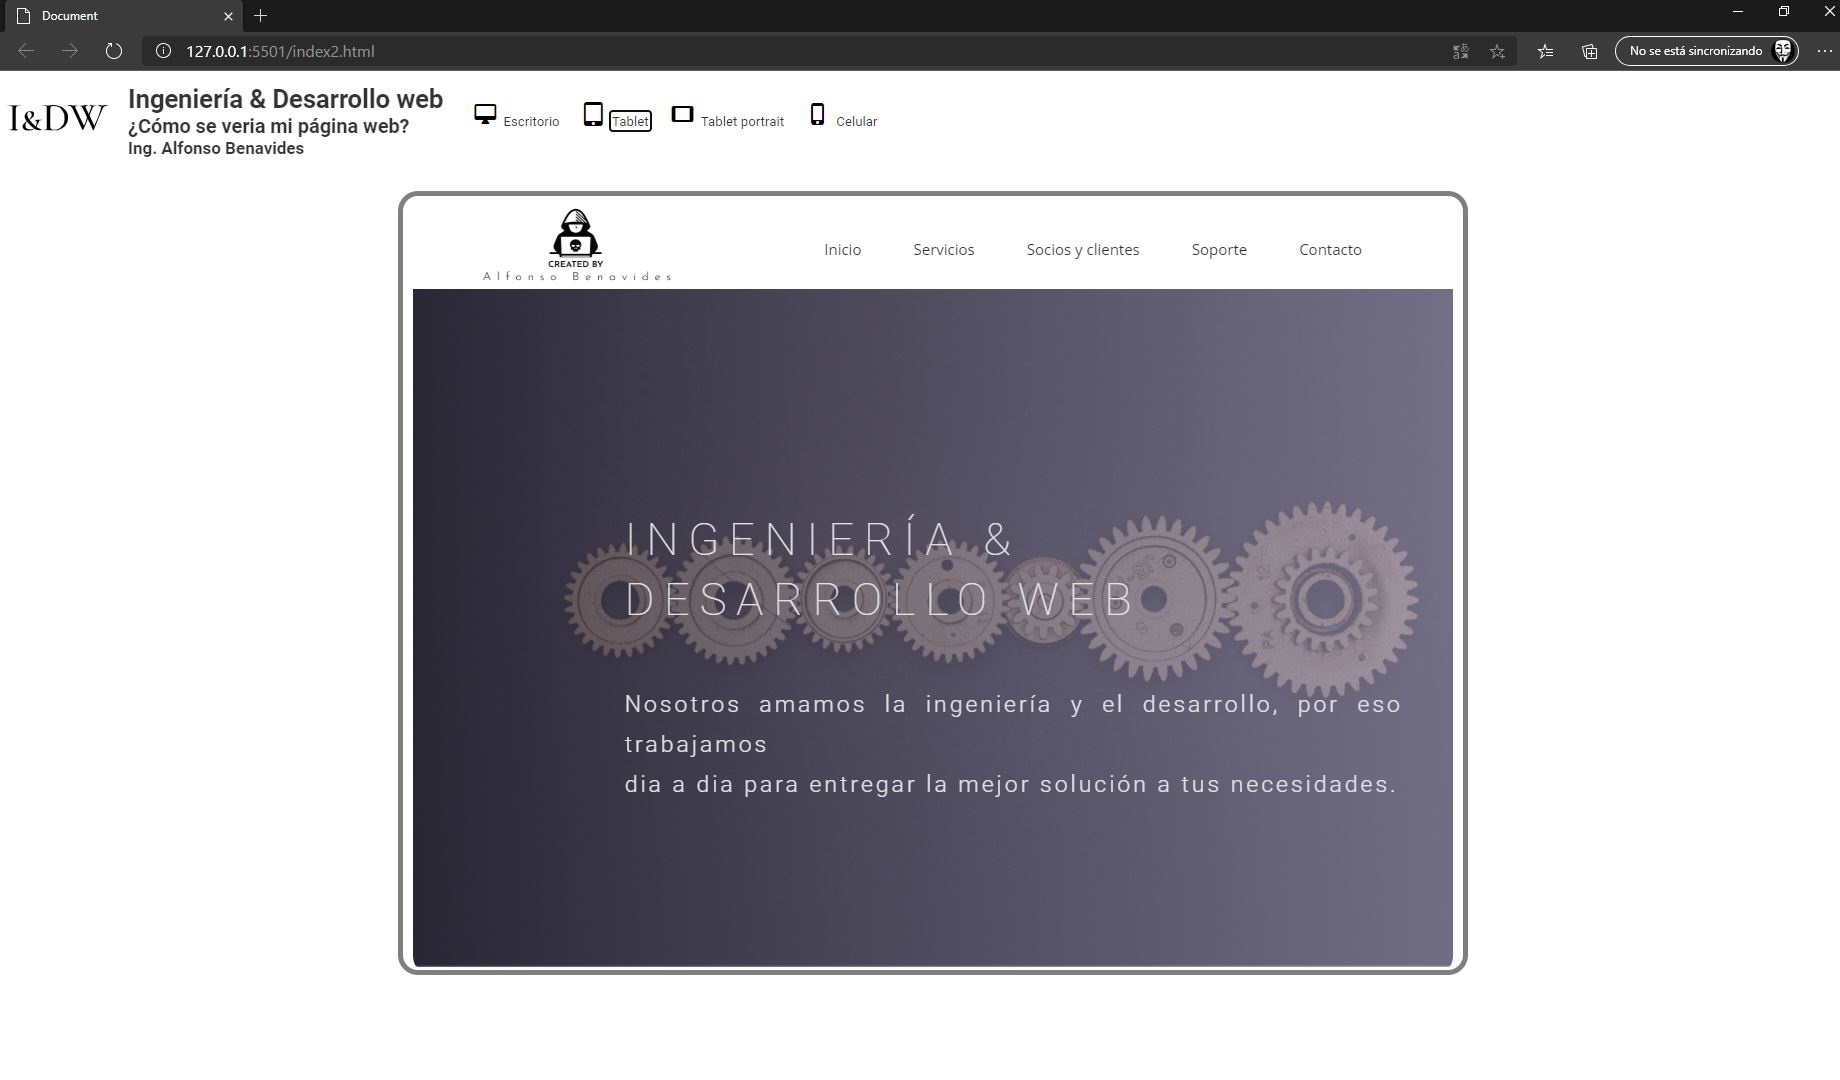 Document
127.0.0.1:5501/index2.html
No se está sincronizando
I&DW
Ingeniería & Desarrollo web
¿Cómo se veria mi página web?
Ing. Alfonso Benavides
Escritorio
Tablet
Tablet portrait
Celular
CREATED BY
Alfonso Benavides
Inicio
Servicios
Socios y clientes
Soporte
Contacto
INGENIERÍA &
DESARROLLO WEB
Nosotros amamos la ingeniería y el desarrollo, por eso
trabajamos
dia a dia para entregar la mejor solución a tus necesidades.